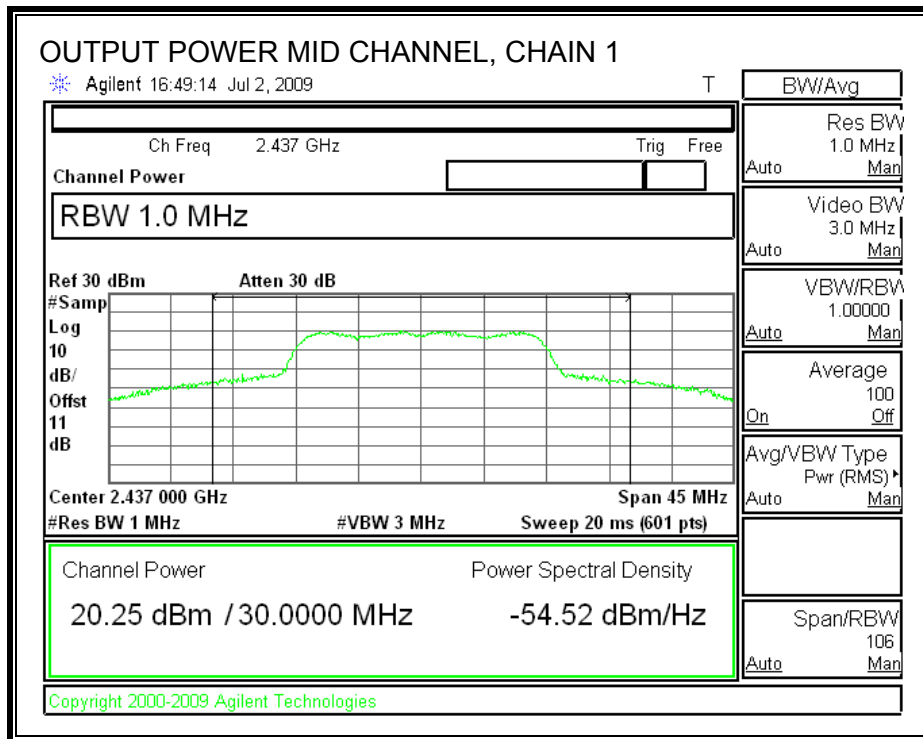 OUTPUT POWER MID CHANNEL, CHAIN 1
Agilent 16:49:14 Jul 2, 2009 T
Ch Freq 2.437 GHz Trig Free
Channel Power
RBW 1.0 MHz
Ref 30 dBm Atten 30 dB
#Samp
Log
10
dB/
Offst
11
dB
Center 2.437 000 GHz Span 45 MHz
#Res BW 1 MHz #VBW 3 MHz Sweep 20 ms (601 pts)
Channel Power Power Spectral Density
20.25 dBm / 30.0000 MHz -54.52 dBm/Hz
Copyright 2000-2009 Agilent Technologies
BW/Avg
Res BW
1.0 MHz
Auto Man
Video BW
3.0 MHz
Auto Man
VBW/RBW
1.00000
Auto Man
Average
100
On Off
Avg/VBW Type
Pwr (RMS)
Auto Man
Span/RBW
106
Auto Man